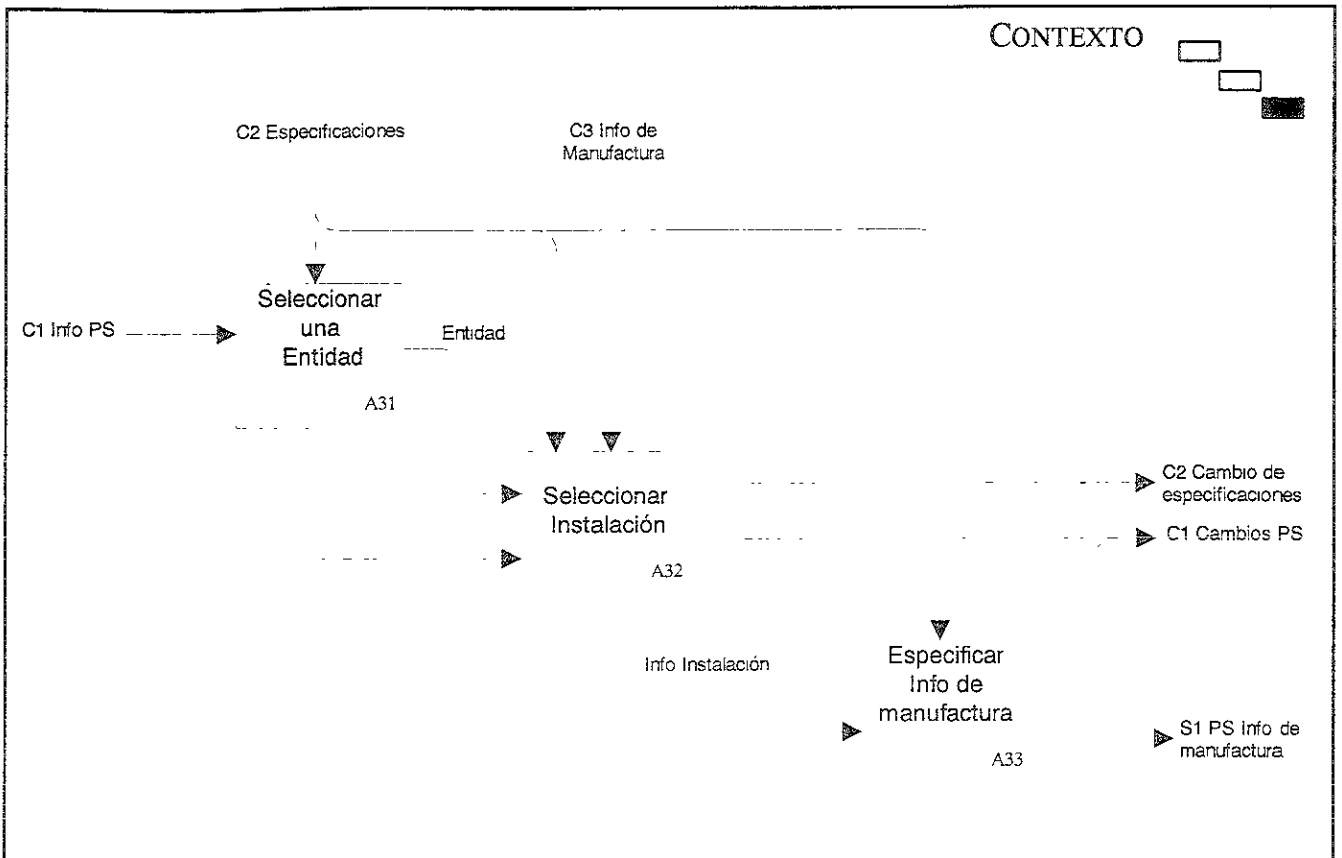 CONTEXTO
C2 Especificaciones
C3 Info de
Manufactura
Seleccionar
una
Entidad
C1 Info PS
Entidad
A31
C2 Cambio de
especificaciones
Seleccionar
Instalación
C1 Cambios PS
A32
Info Instalación
Especificar
Info de
manufactura
S1 PS Info de
manufactura
A33